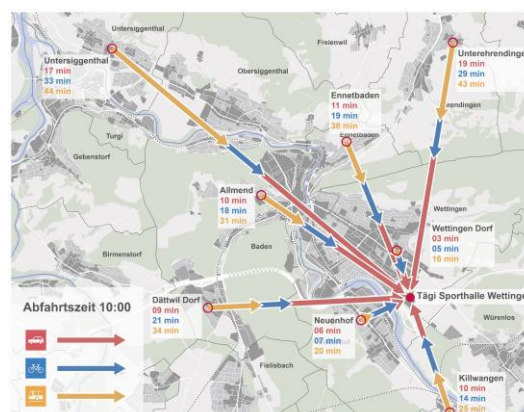 Untersiggenthal
Freienwil
Untersiggenthal
17 min
33 min
44 min
Obersiggenthal
Unterehrendingen
19 min
29 min
43 min
Ennetbaden
11 min
19 min
36 min
Ennetbaden
Turgi
Gebenstorf
Allmend
10 min
18 min
31 min
Wettingen
Wettingen Dorf
03 min
05 min
16 min
Baden
Birmenstorf
Abfahrtszeit 10:00
Dättwil Dorf
09 min
21 min
34 min
Tägi Sporthalle Wettingen
Neuenhof
06 min
07 min
20 min
Würenlos
Fislisbach
Killwangen
10 min
14 min
25 min